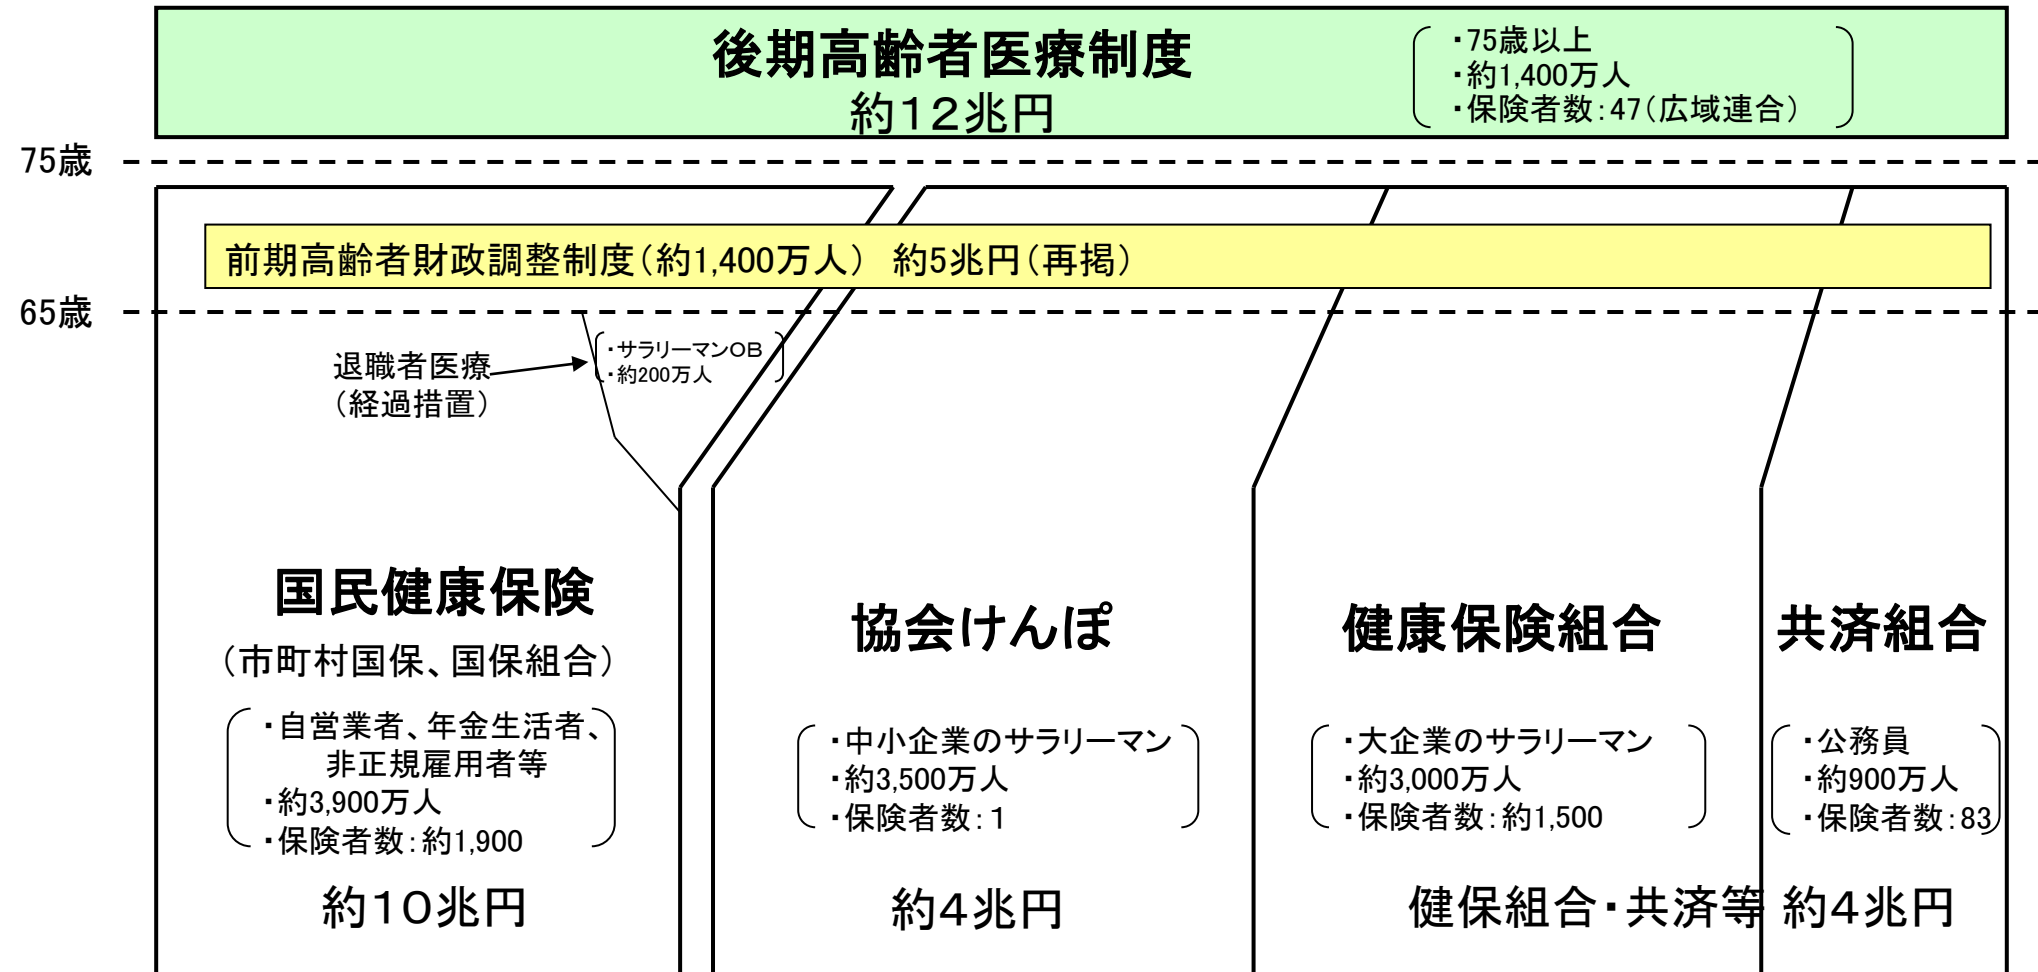 後期高齢者医療制度
約12兆円
・75歳以上
・約1,400万人
・保険者数:47(広域連合)
75歳
前期高齢者財政調整制度(約1,400万人) 約5兆円(再掲)
65歳
退職者医療
(経過措置)
・サラリーマンOB
・約200万人
国民健康保険
(市町村国保、国保組合)
・自営業者、年金生活者、
非正規雇用者等
・約3,900万人
・保険者数:約1,900
約10兆円
協会けんぽ
・中小企業のサラリーマン
・約3,500万人
・保険者数:1
約4兆円
健康保険組合
・大企業のサラリーマン
・約3,000万人
・保険者数:約1,500
共済組合
・公務員
・約900万人
・保険者数:83
健保組合・共済等 約4兆円